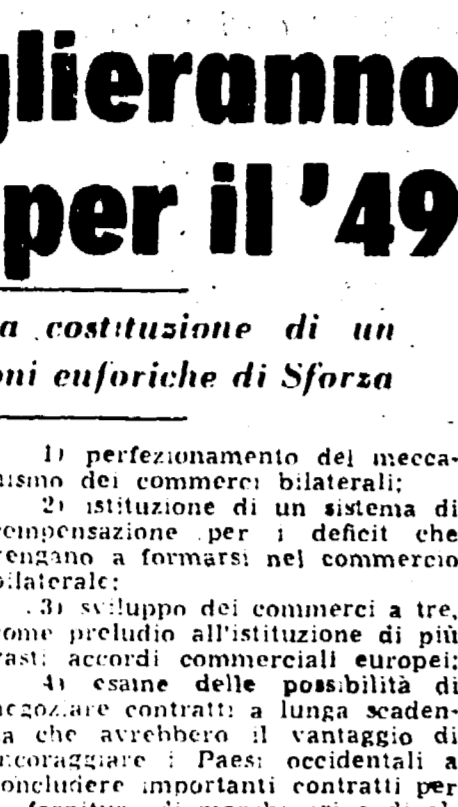 glieranno
per il '49
a costituzione di un
oni euforiche di Sforza
1) perfezionamento del mecca-
nismo dei commerci bilaterali;
2) istituzione di un sistema di
compensazione per i deficit che
vengano a formarsi nel commercio
bilaterale;
3) sviluppo dei commerci a tre,
come preludio all'istituzione di più
vasti accordi commerciali europei;
4) esame delle possibilità di
negoziare contratti a lunga scaden-
za che avrebbero il vantaggio di
incoraggiare i Paesi occidentali a
concludere importanti contratti per